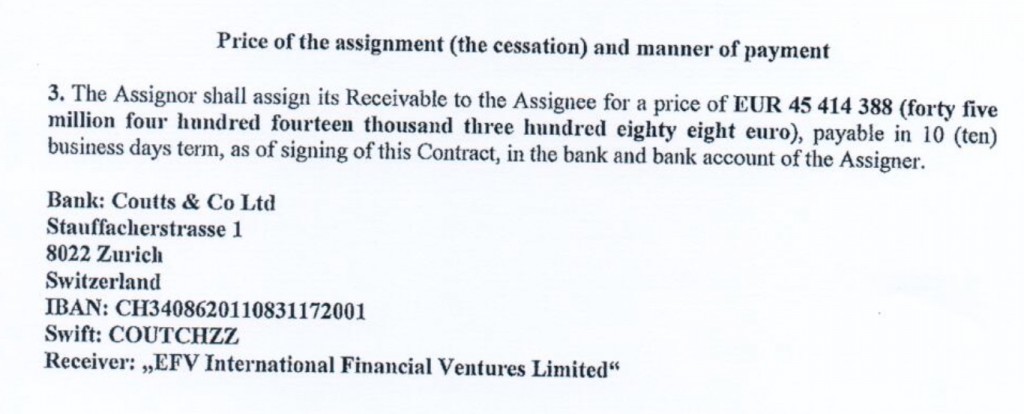 Price of the assignment (the cessation) and manner of payment
3. The Assignor shall assign its Receivable to the Assignee for a price of EUR 45 414 388 (forty five
million four hundred fourteen thousand three hundred eighty eight euro), payable in 10 (ten)
business days term, as of signing of this Contract, in the bank and bank account of the Assigner.
Bank: Coutts & Co Ltd
Stauffacherstrasse 1
8022 Zurich
Switzerland
IBAN: CH3408620110831172001
Swift: COUTCHZZ
Receiver: „EFV International Financial Ventures Limited“